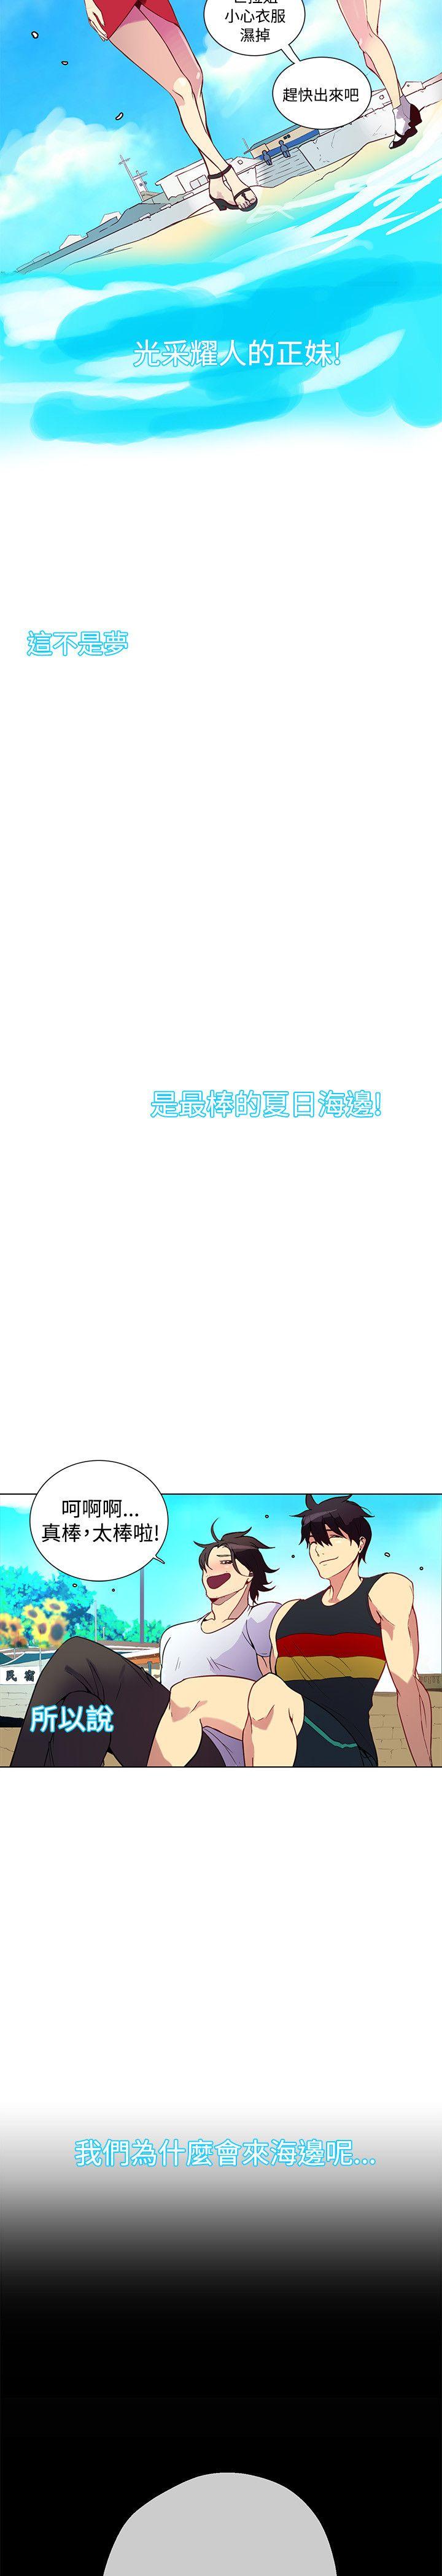 小心衣服
濕掉
趕快出來吧
光采耀人的正妹!
這不是夢
是最棒的夏日海邊!
呵啊啊...
真棒,太棒啦!
民宿
所以說
我們為什麼會來海邊呢...